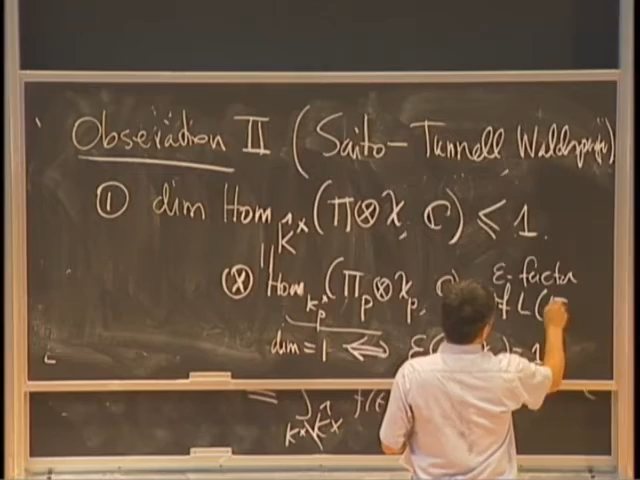 Observation II (Saito-Tunnell Waldspurger)
① dim Hom_{K̂^×}(Π⊗χ, ℂ) ≤ 1.
||
⊗ Hom_{K_p^×}(Π_p⊗χ_p, ℂ)
ε-factor
of L(
dim = 1 ⟺ ε( ) = 1
= ∫_{K^×\K̂^×} f(t